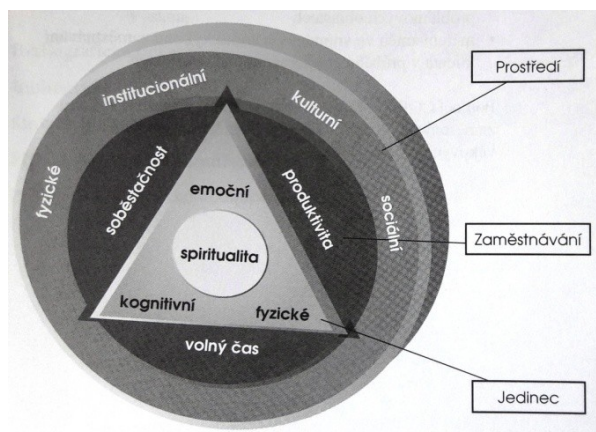 institucionální
kulturní
Prostředí
fyzické
soběstačnost
produktivita
sociální
emoční
Zaměstnávání
spiritualita
kognitivní
fyzické
volný čas
Jedinec